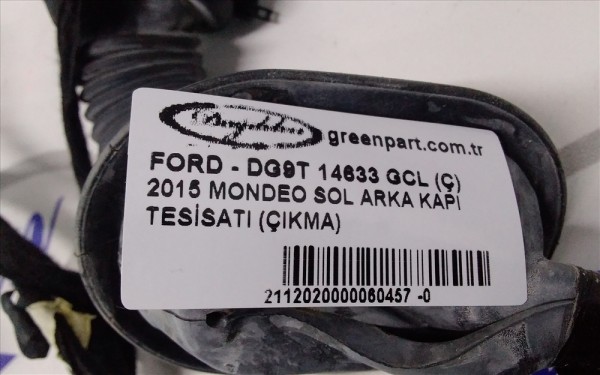 greenpart.com.tr
FORD - DG9T 14633 GCL (Ç)
2015 MONDEO SOL ARKA KAPI
TESİSATI (ÇIKMA)
2112020000060457 -0